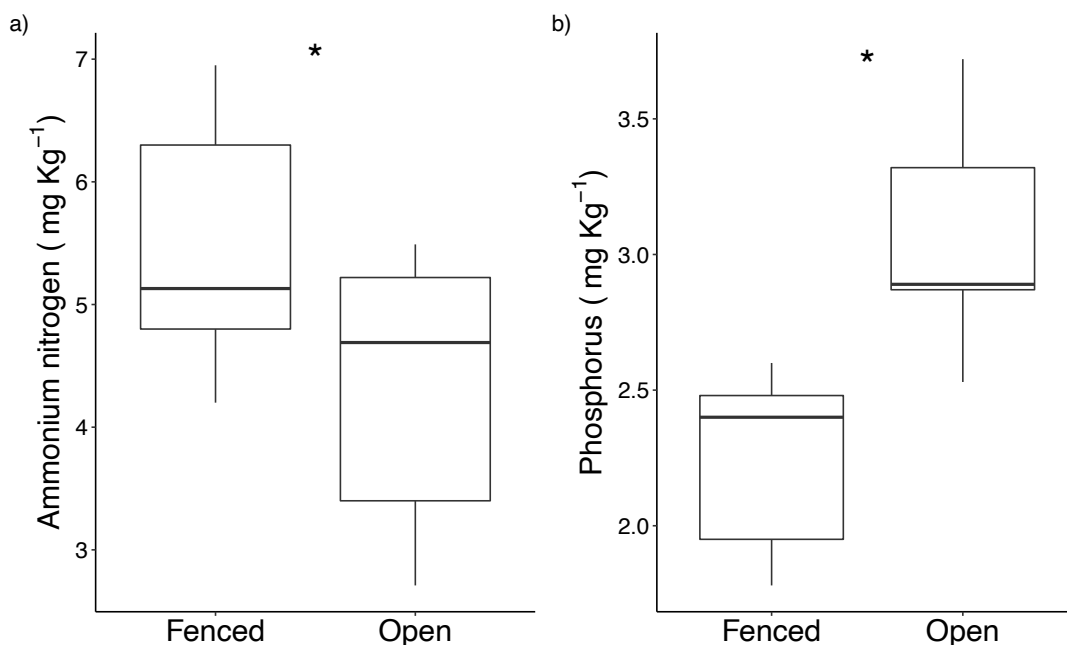 a)
*
7
6
5
4
3
Ammonium nitrogen ( mg Kg⁻¹)
Fenced Open
b)
*
3.5
3.0
2.5
2.0
Phosphorus ( mg Kg⁻¹)
Fenced Open